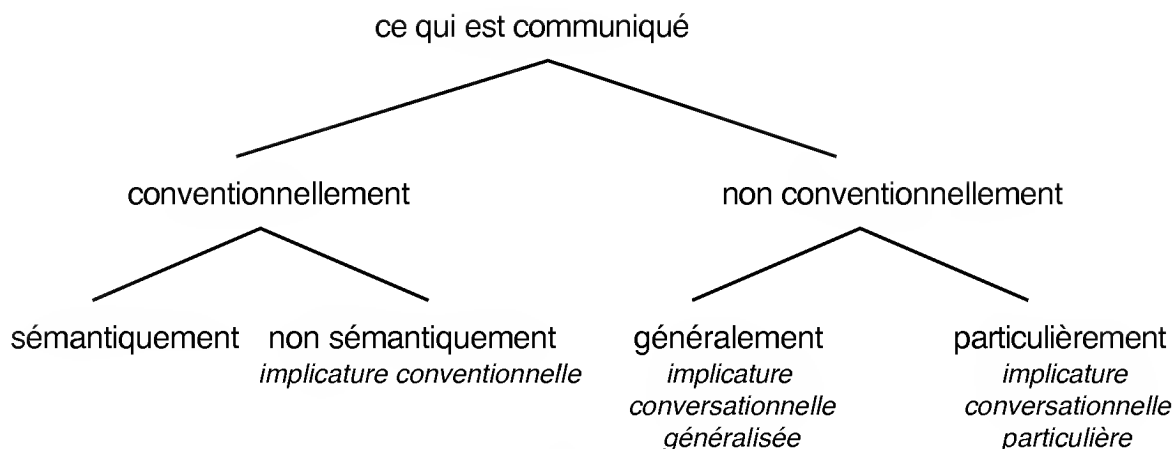 ce qui est communiqué
conventionnellement
non conventionnellement
sémantiquement
non sémantiquement
implicature conventionnelle
généralement
implicature
conversationnelle
généralisée
particulièrement
implicature
conversationnelle
particulière